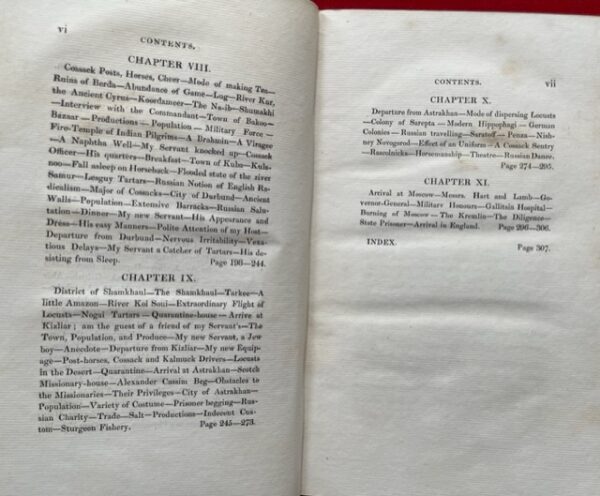 vi
CONTENTS.
CHAPTER VIII.
Cossack Posts, Horses, Cheer—Mode of making Tea—
Ruins of Berda—Abundance of Game—Lug—River Kur,
the Ancient Cyrus—Koordameer—The Na-ib—Shumakhi
—Interview with the Commandant—Town of Bakoo—
Bazaar—Productions—Population—Military Force—
Fire-Temple of Indian Pilgrims—A Brahmin—A Viragee
—A Naphtha Well—My Servant knocked up—Cossack
Officer—His quarters—Breakfast—Town of Kuba—Kuls-
noo—Fall asleep on Horseback—Flooded state of the river
Samur—Lesguy Tartars—Russian Notion of English Ra-
dicalism—Major of Cossacks—City of Durbund—Ancient
Walls—Population—Extensive Barracks—Russian Salu-
tation—Dinner—My new Servant—His Appearance and
Dress—His easy Manners—Polite Attention of my Host—
Departure from Durbund—Nervous Irritability—Vexa-
tious Delays—My Servant a Catcher of Tartars—His de-
sisting from Sleep. Page 196—244.
CHAPTER IX.
District of Shamkhaul—The Shamkhaul—Tarkee—A
little Amazon—River Koi Soui—Extraordinary Flight of
Locusts—Nogai Tartars—Quarantine-house—Arrive at
Kizliar; am the guest of a friend of my Servant's—The
Town, Population, and Produce—My new Servant, a Jew
boy—Anecdote—Departure from Kizliar—My new Equip-
age—Post-horses, Cossack and Kalmuck Drivers—Locusts
in the Desert—Quarantine—Arrival at Astrakhan—Scotch
Missionary-house—Alexander Cassim Beg—Obstacles to
the Missionaries—Their Privileges—City of Astrakhan—
Population—Variety of Costume—Prisoner begging—Rus-
sian Charity—Trade—Salt—Productions—Indecent Cus-
tom—Sturgeon Fishery. Page 245—273.
CONTENTS. vii
CHAPTER X.
Departure from Astrakhan—Mode of dispersing Locusts
—Colony of Sarepta—Modern Hippophagi—German
Colonies—Russian travelling—Saratoff—Penza—Nishny
Novogorod—Effect of an Uniform—A Cossack Sentry
—Rascolnicks—Horsemanship—Theatre—Russian Dance.
Page 274—295.
CHAPTER XI.
Arrival at Moscow—Messrs. Hart and Lamb—Go-
vernor-General—Military Honours—Gallitzin Hospital—
Burning of Moscow—The Kremlin—The Diligence—
State Prisoner—Arrival in England. Page 296—306.
INDEX. Page 307.